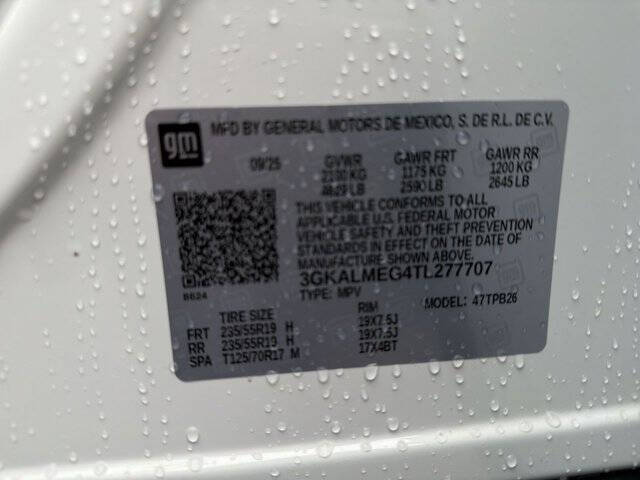 gm MFD BY GENERAL MOTORS DE MEXICO, S. DE R.L. DE C.V.
09/25 GVWR GAWR FRT GAWR RR
1175 KG 1200 KG
LB 2590 LB 2645 LB
THIS VEHICLE CONFORMS TO ALL
APPLICABLE U.S. FEDERAL MOTOR
VEHICLE SAFETY AND THEFT PREVENTION
STANDARDS IN EFFECT ON THE DATE OF
MANUFACTURE SHOWN ABOVE.
3GKALMEG4TL277707
8624 TYPE: MPV MODEL: 47TPB26
TIRE SIZE RIM
FRT 235/55R19 H 19X7.5J
RR 235/55R19 H 19X7.5J
SPA T125/70R17 M 17X4BT